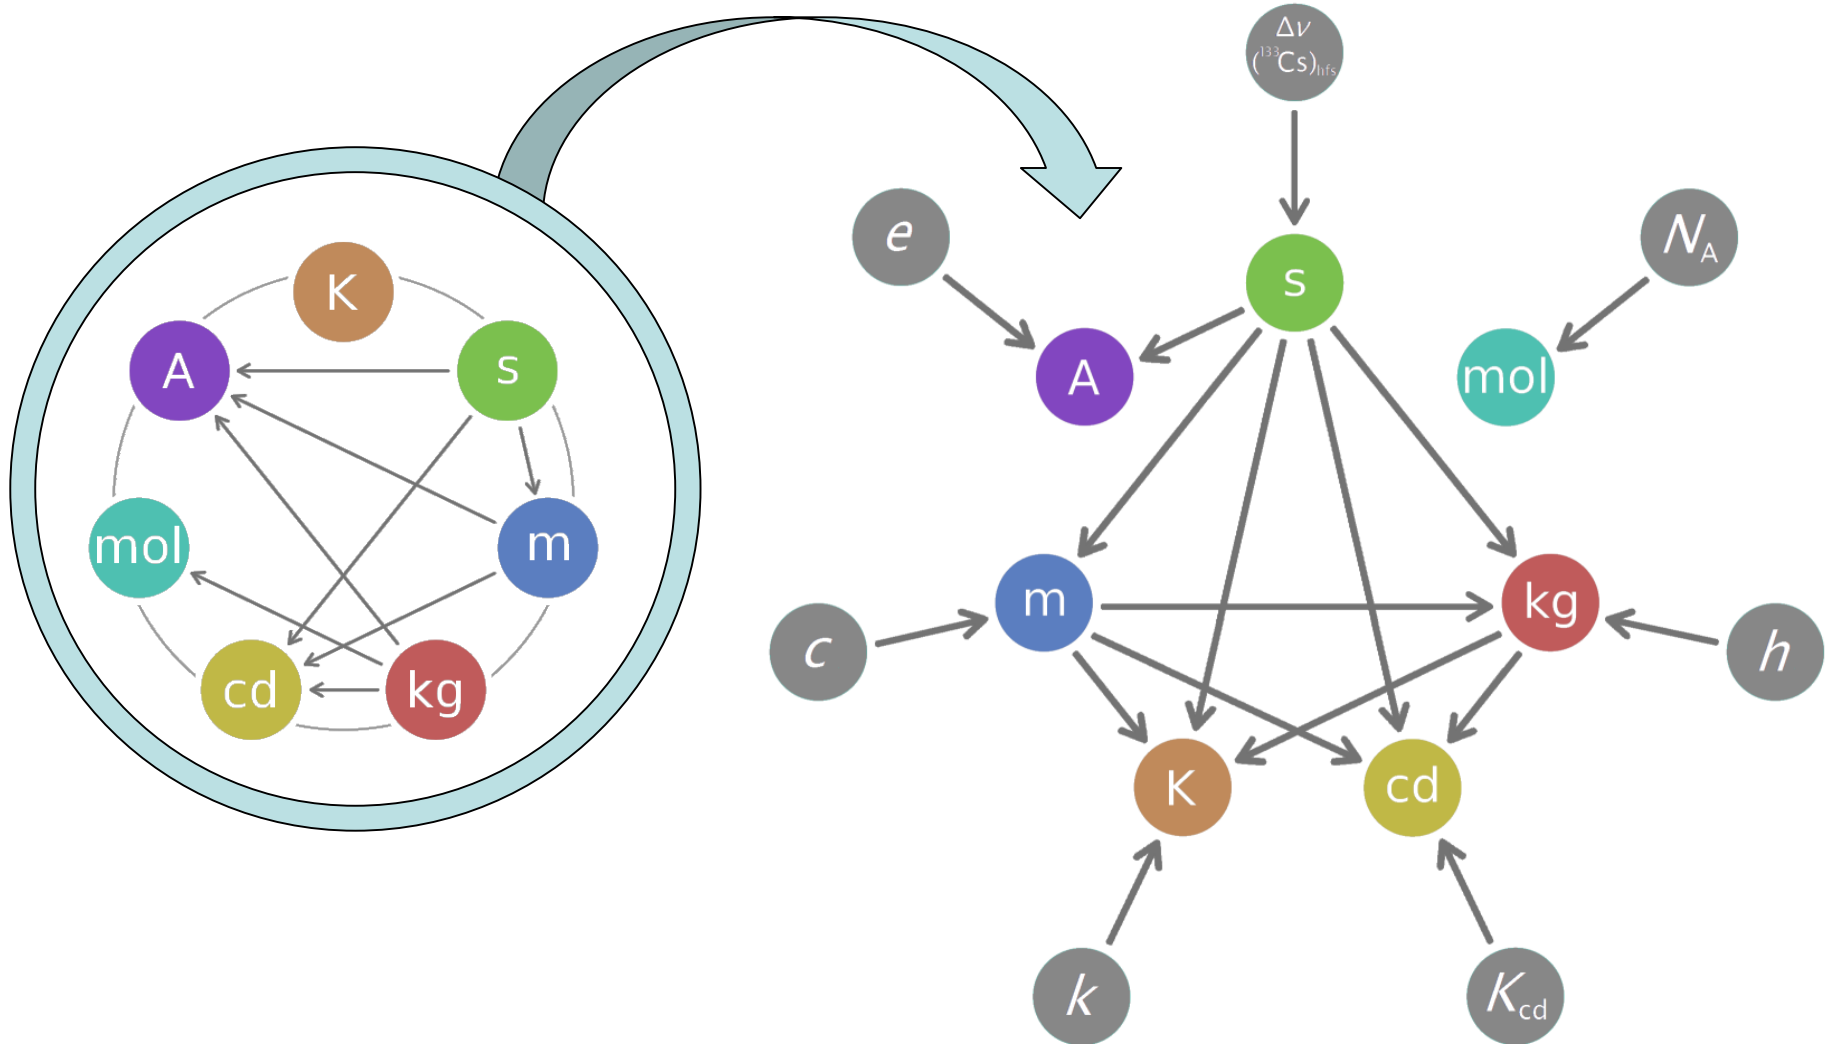 K
A
s
mol
m
cd
kg
Δν
(¹³³Cs)hfs
e
NA
s
A
mol
m
kg
c
h
K
cd
k
Kcd